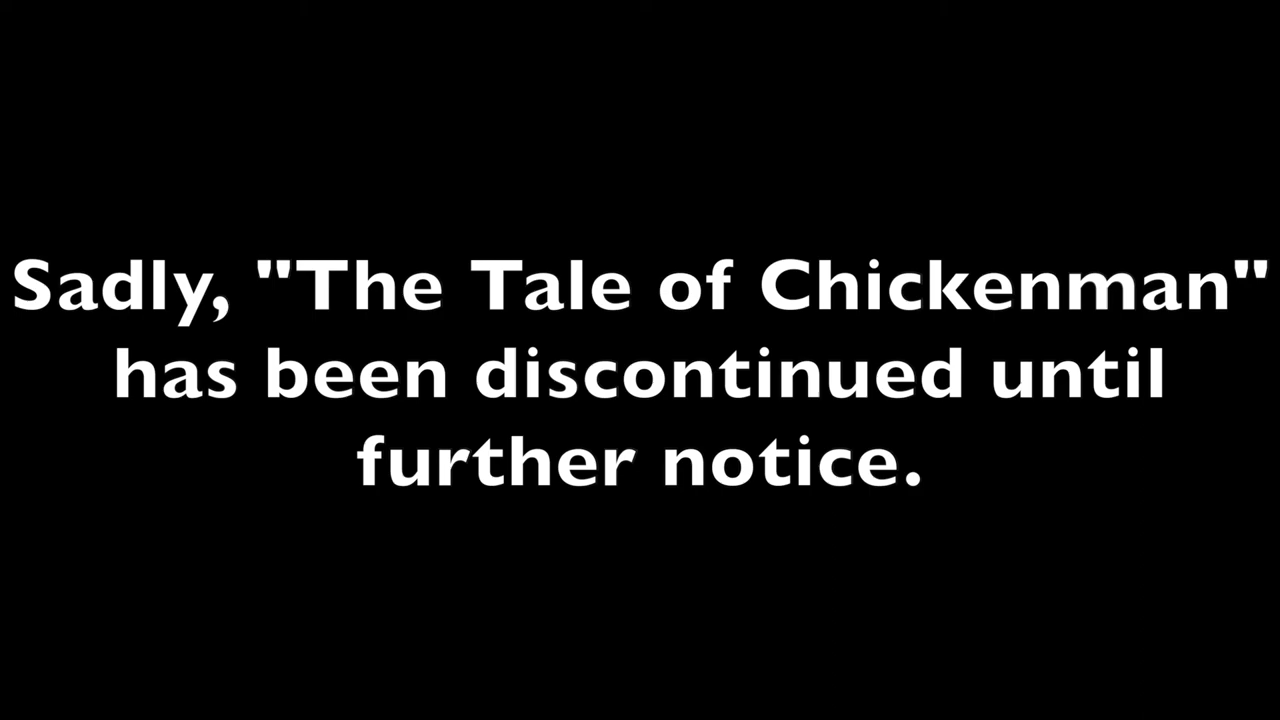 Sadly, "The Tale of Chickenman"
has been discontinued until
further notice.